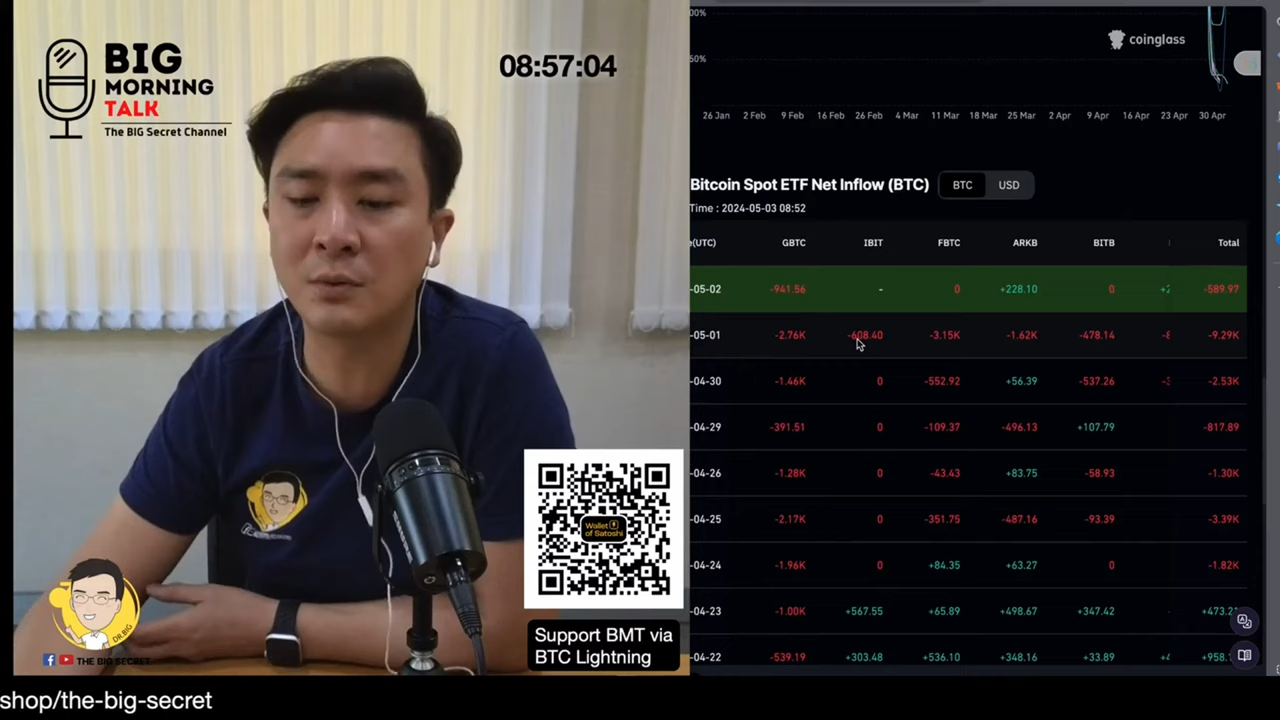 BIG
MORNING
TALK
The BIG Secret Channel
08:57:04
Wallet
of Satoshi
Support BMT via
BTC Lightning
DR.BIG
THE BIG SECRET
shop/the-big-secret
coinglass
26 Jan 2 Feb 9 Feb 16 Feb 26 Feb 4 Mar 11 Mar 18 Mar 25 Mar 2 Apr 9 Apr 16 Apr 23 Apr 30 Apr
Bitcoin Spot ETF Net Inflow (BTC) BTC USD
Time : 2024-05-03 08:52
(UTC) GBTC IBIT FBTC ARKB BITB Total
-05-02 -941.56 - 0 +228.10 0 -589.97
-05-01 -2.76K -608.40 -3.15K -1.62K -478.14 -9.29K
-04-30 -1.46K 0 -552.92 +56.39 -537.26 -2.53K
-04-29 -391.51 0 -109.37 -496.13 +107.79 -817.89
-04-26 -1.28K 0 -43.43 +83.75 -58.93 -1.30K
-04-25 -2.17K 0 -351.75 -487.16 -93.39 -3.39K
-04-24 -1.96K 0 +84.35 +63.27 0 -1.82K
-04-23 -1.00K +567.55 +65.89 +498.67 +347.42 +473.2
-04-22 -539.19 +303.48 +536.10 +348.16 +33.89 +958.